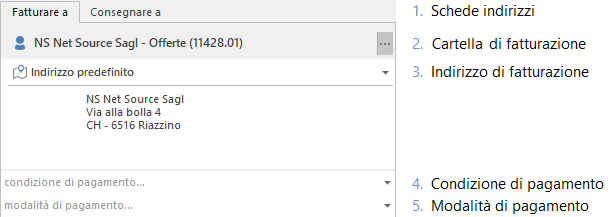 Fatturare a Consegnare a
1. Schede indirizzi
NS Net Source Sagl - Offerte (11428.01) ...
2. Cartella di fatturazione
Indirizzo predefinito
3. Indirizzo di fatturazione
NS Net Source Sagl
Via alla bolla 4
CH - 6516 Riazzino
condizione di pagamento...
4. Condizione di pagamento
modalità di pagamento...
5. Modalità di pagamento